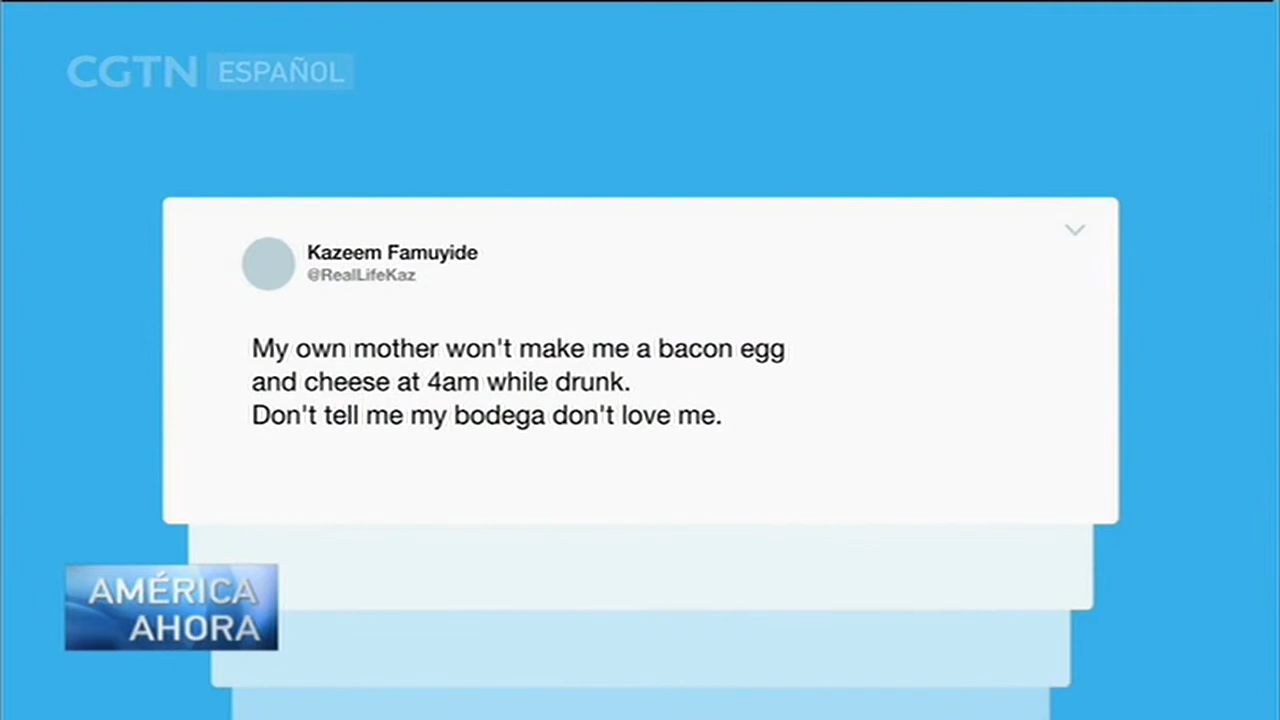 CGTN ESPAÑOL
Kazeem Famuyide
@RealLifeKaz
My own mother won't make me a bacon egg
and cheese at 4am while drunk.
Don't tell me my bodega don't love me.
AMÉRICA
AHORA